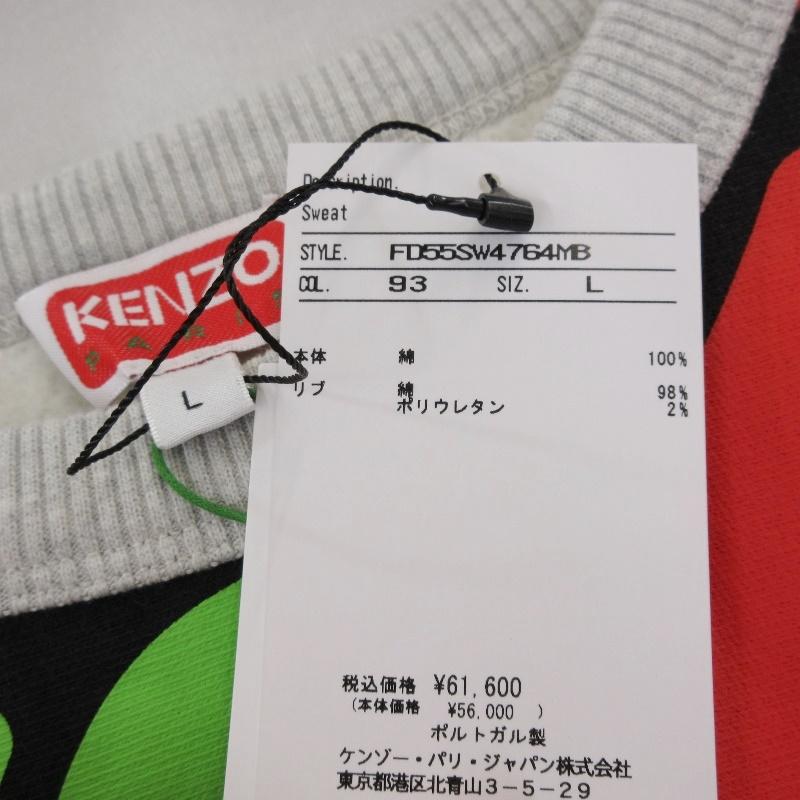 Description.
Sweat
STYLE. FD55SW4764MB
COL. 93 SIZ. L
本体 綿 100%
リブ 綿 98%
ポリウレタン 2%
税込価格 ¥61,600
(本体価格 ¥56,000 )
ポルトガル製
ケンゾー・パリ・ジャパン株式会社
東京都港区北青山3-5-29
KENZO
PARIS
L